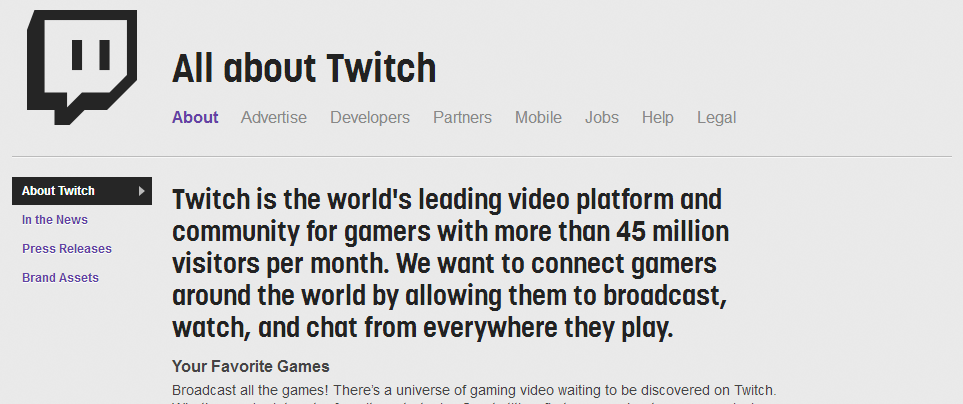 All about Twitch
About Advertise Developers Partners Mobile Jobs Help Legal
About Twitch
In the News
Press Releases
Brand Assets
Twitch is the world's leading video platform and
community for gamers with more than 45 million
visitors per month. We want to connect gamers
around the world by allowing them to broadcast,
watch, and chat from everywhere they play.
Your Favorite Games
Broadcast all the games! There's a universe of gaming video waiting to be discovered on Twitch.